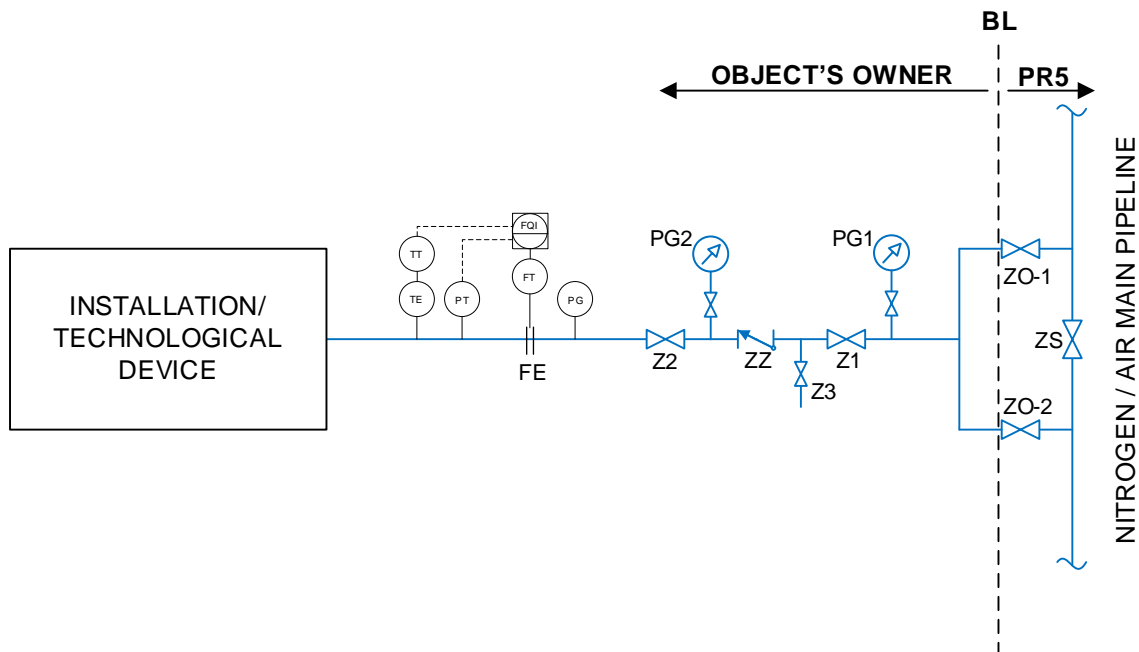 BL
OBJECT'S OWNER
PR5
FQI
PG2
PG1
TT
ZO-1
FT
INSTALLATION/
TECHNOLOGICAL
DEVICE
TE
PT
PG
ZS
FE
Z2
ZZ
Z1
Z3
ZO-2
NITROGEN / AIR MAIN PIPELINE